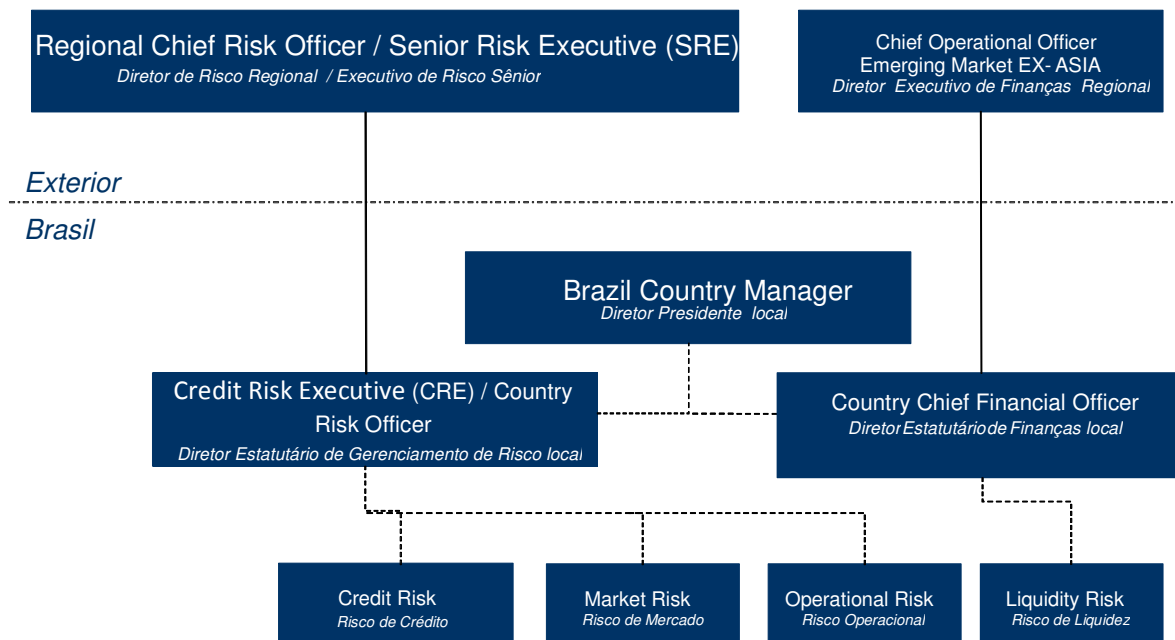 Regional Chief Risk Officer / Senior Risk Executive (SRE)
Diretor de Risco Regional / Executivo de Risco Sênior
Chief Operational Officer
Emerging Market EX- ASIA
Diretor Executivo de Finanças Regional
Exterior
Brasil
Brazil Country Manager
Diretor Presidente local
Credit Risk Executive (CRE) / Country
Risk Officer
Diretor Estatutário de Gerenciamento de Risco local
Country Chief Financial Officer
Diretor Estatutário de Finanças local
Credit Risk
Risco de Crédito
Market Risk
Risco de Mercado
Operational Risk
Risco Operacional
Liquidity Risk
Risco de Liquidez